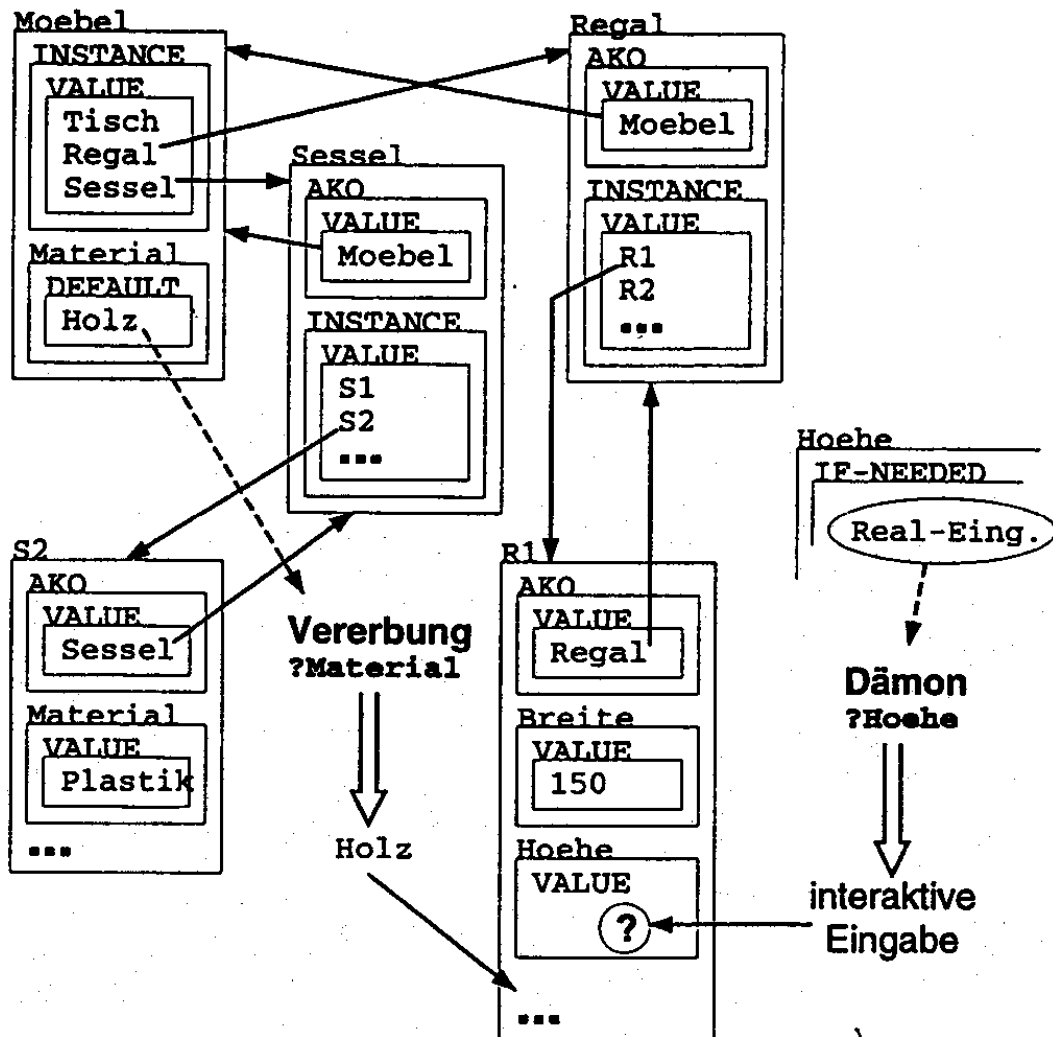 Moebel
INSTANCE
VALUE
Tisch
Regal
Sessel
Material
DEFAULT
Holz
Sessel
AKO
VALUE
Moebel
INSTANCE
VALUE
S1
S2
...
Regal
AKO
VALUE
Moebel
INSTANCE
VALUE
R1
R2
...
Hoehe
IF-NEEDED
Real-Eing.
S2
AKO
VALUE
Sessel
Material
VALUE
Plastik
...
Vererbung
?Material
Holz
R1
AKO
VALUE
Regal
Breite
VALUE
150
Hoehe
VALUE
?
...
Dämon
?Hoehe
interaktive
Eingabe